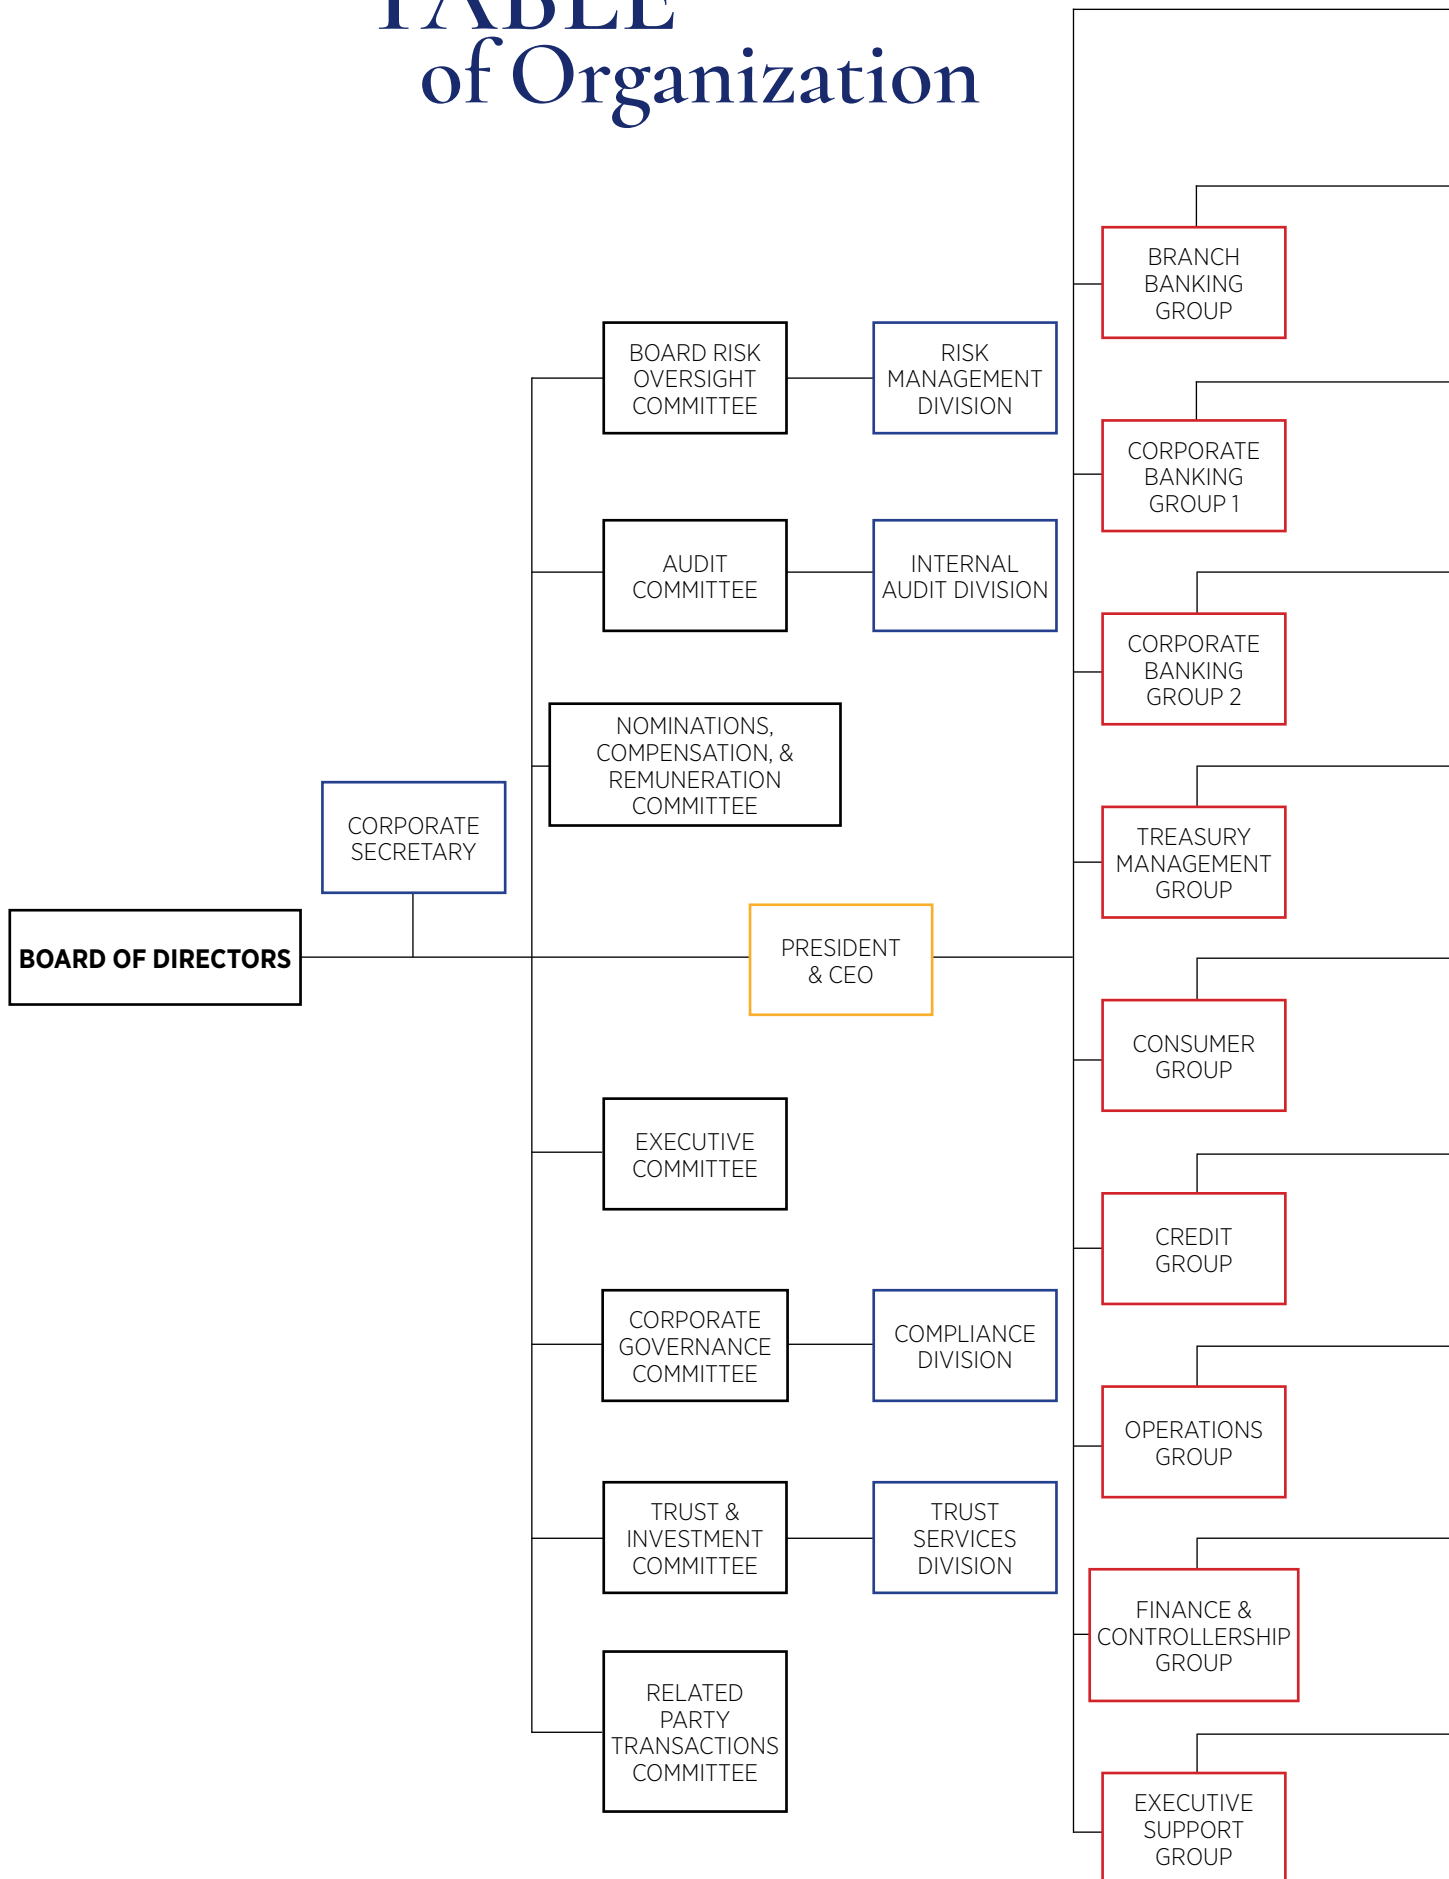 TABLE
of Organization
BOARD OF DIRECTORS
CORPORATE
SECRETARY
BOARD RISK
OVERSIGHT
COMMITTEE
RISK
MANAGEMENT
DIVISION
AUDIT
COMMITTEE
INTERNAL
AUDIT DIVISION
NOMINATIONS,
COMPENSATION, &
REMUNERATION
COMMITTEE
PRESIDENT
& CEO
EXECUTIVE
COMMITTEE
CORPORATE
GOVERNANCE
COMMITTEE
COMPLIANCE
DIVISION
TRUST &
INVESTMENT
COMMITTEE
TRUST
SERVICES
DIVISION
RELATED
PARTY
TRANSACTIONS
COMMITTEE
BRANCH
BANKING
GROUP
CORPORATE
BANKING
GROUP 1
CORPORATE
BANKING
GROUP 2
TREASURY
MANAGEMENT
GROUP
CONSUMER
GROUP
CREDIT
GROUP
OPERATIONS
GROUP
FINANCE &
CONTROLLERSHIP
GROUP
EXECUTIVE
SUPPORT
GROUP